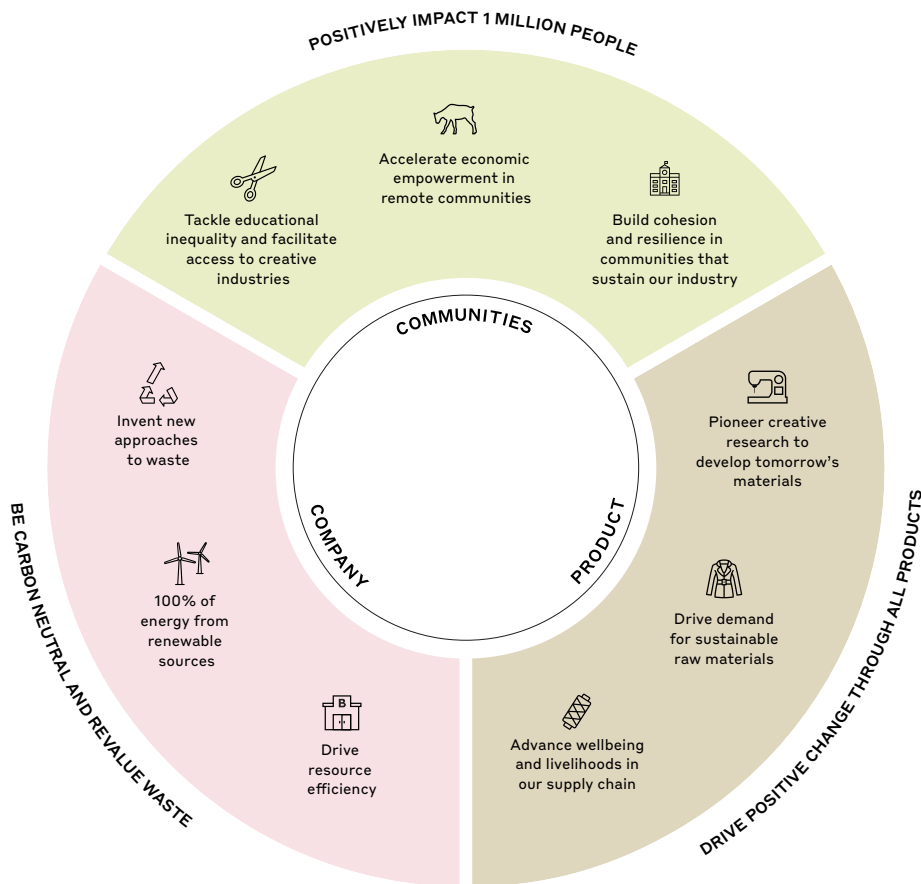 POSITIVELY IMPACT 1 MILLION PEOPLE
Accelerate economic
empowerment in
remote communities
Tackle educational
inequality and facilitate
access to creative
industries
Build cohesion
and resilience in
communities that
sustain our industry
COMMUNITIES
Invent new
approaches
to waste
100% of
energy from
renewable
sources
B
Drive
resource
efficiency
COMPANY
BE CARBON NEUTRAL AND REVALUE WASTE
Pioneer creative
research to
develop tomorrow's
materials
Drive demand
for sustainable
raw materials
Advance wellbeing
and livelihoods in
our supply chain
PRODUCT
DRIVE POSITIVE CHANGE THROUGH ALL PRODUCTS